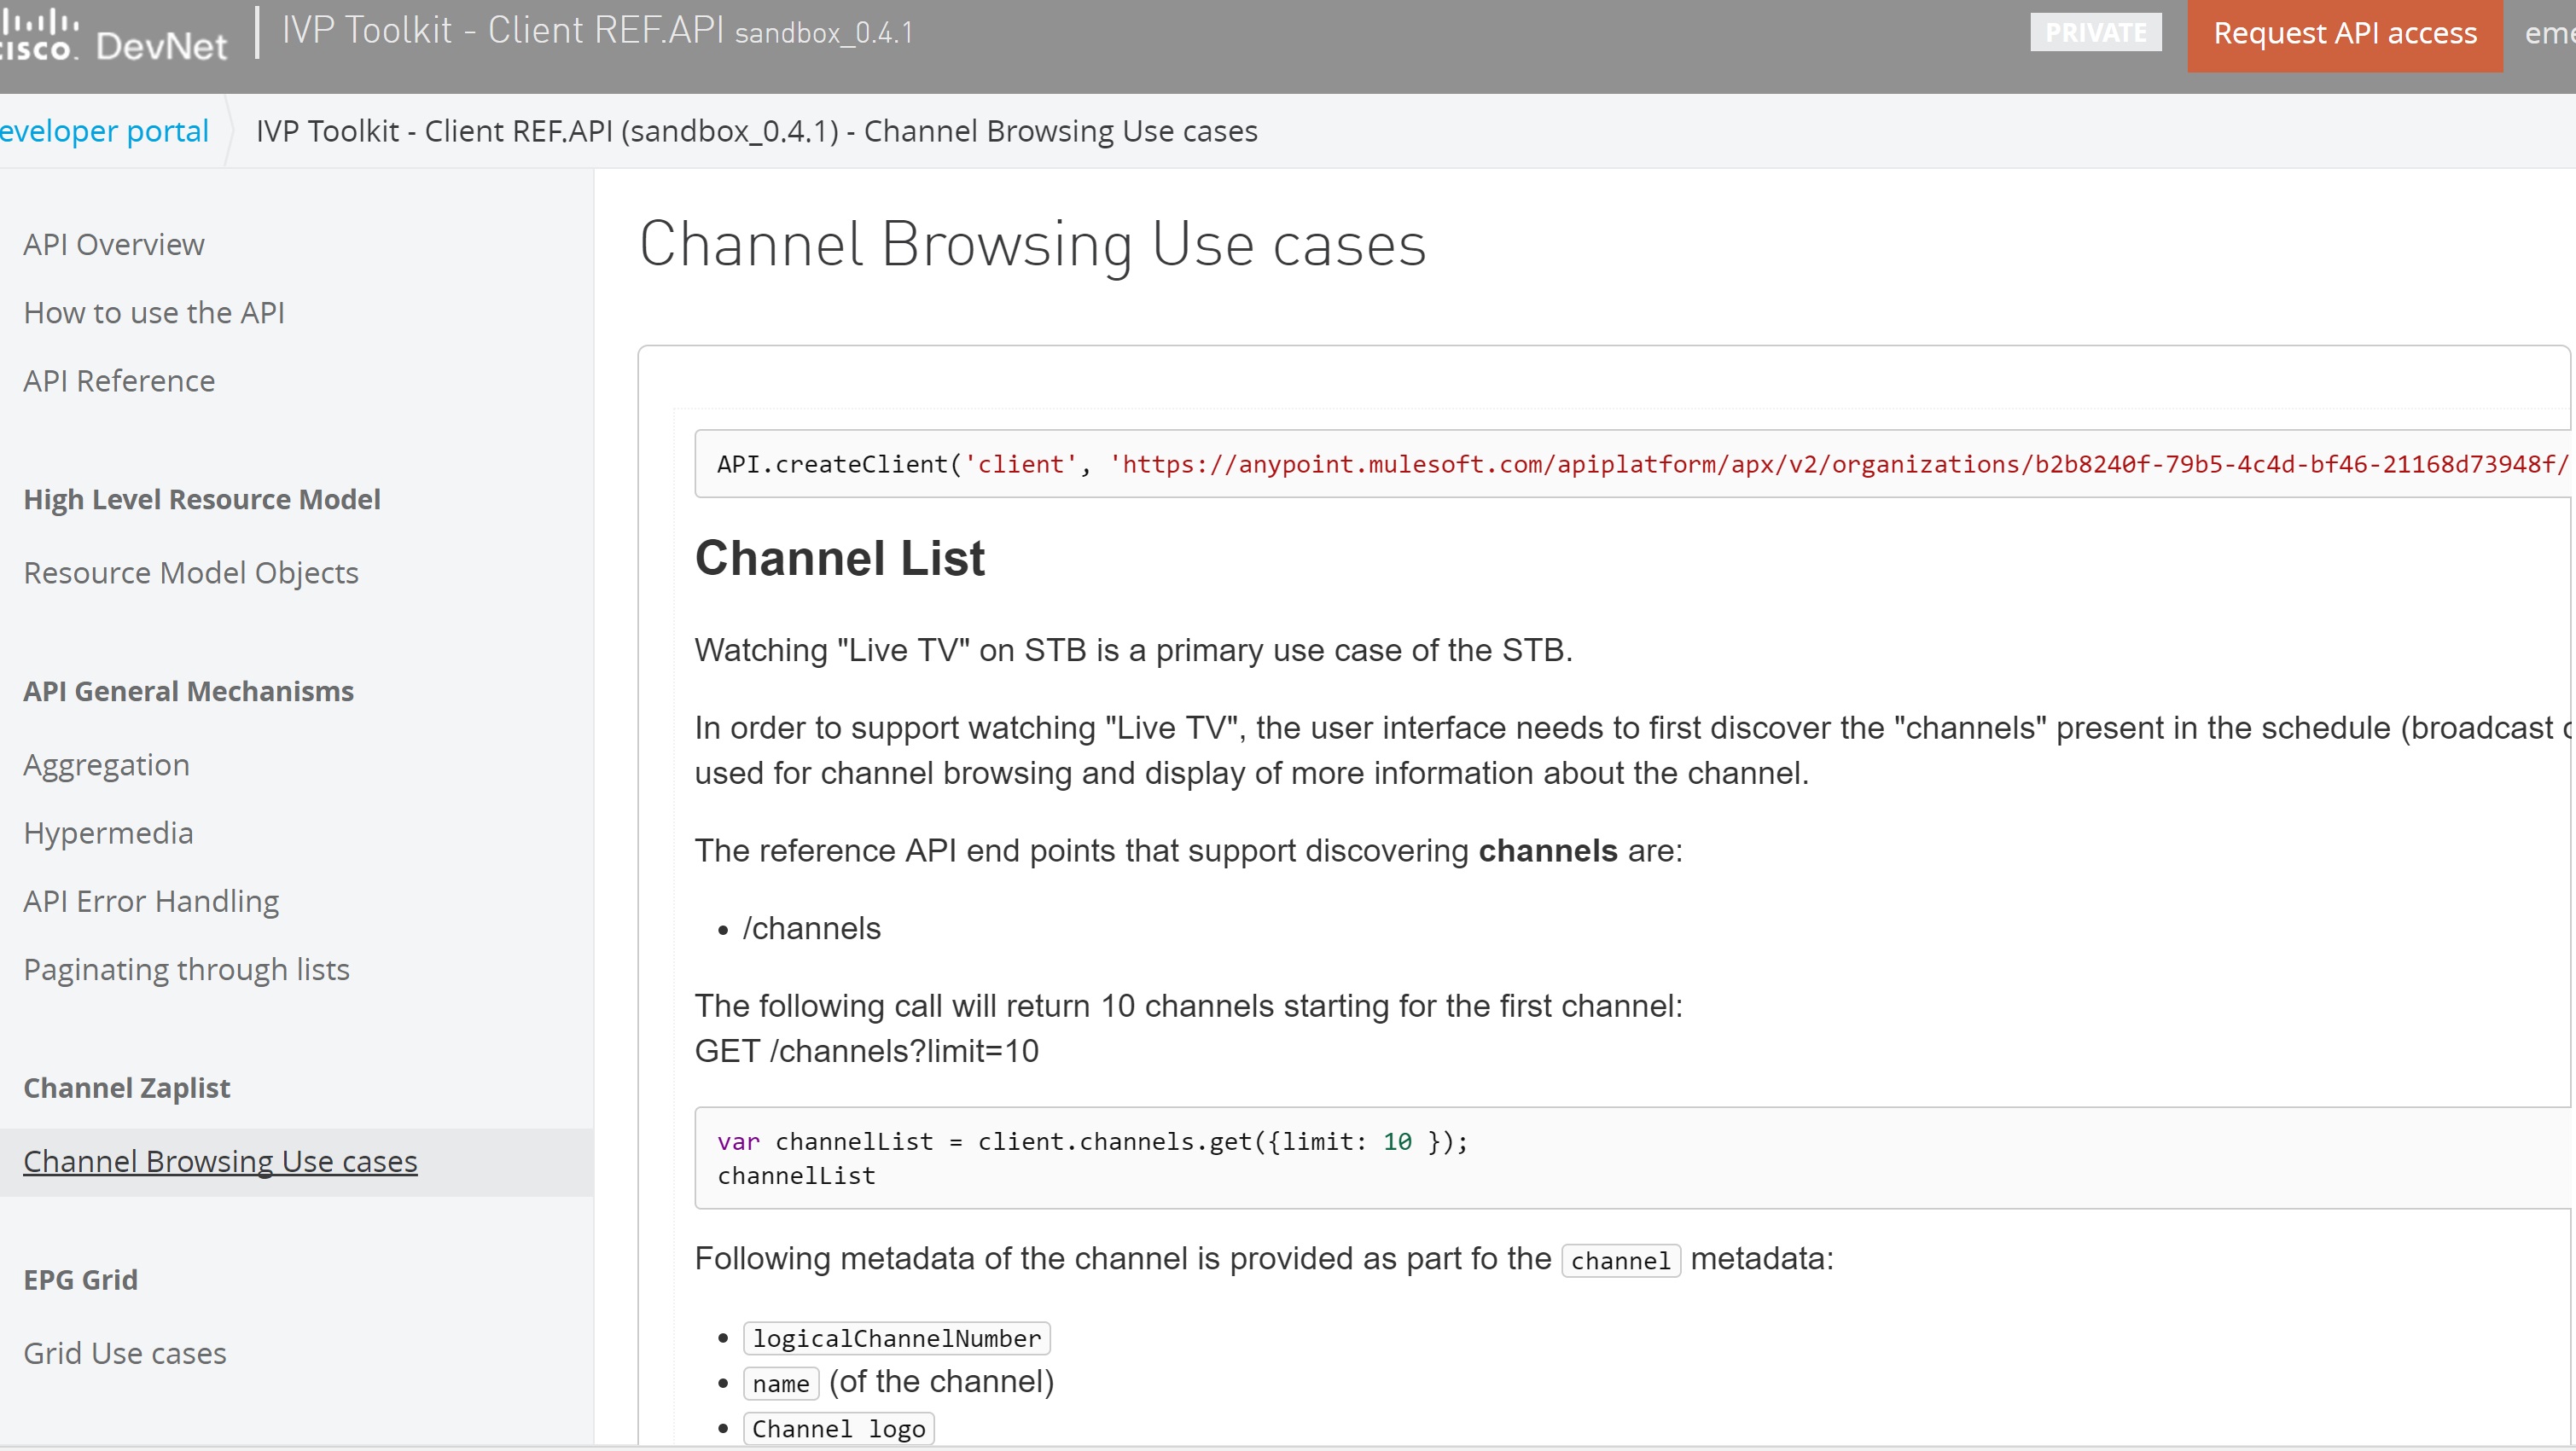 CISCO. DevNet
IVP Toolkit - Client REF.API sandbox_0.4.1
PRIVATE
Request API access
eme
eveloper portal
IVP Toolkit - Client REF.API (sandbox_0.4.1) - Channel Browsing Use cases
API Overview
How to use the API
API Reference
High Level Resource Model
Resource Model Objects
API General Mechanisms
Aggregation
Hypermedia
API Error Handling
Paginating through lists
Channel Zaplist
Channel Browsing Use cases
EPG Grid
Grid Use cases
Channel Browsing Use cases
API.createClient('client', 'https://anypoint.mulesoft.com/apiplatform/apx/v2/organizations/b2b8240f-79b5-4c4d-bf46-21168d73948f/
Channel List
Watching "Live TV" on STB is a primary use case of the STB.
In order to support watching "Live TV", the user interface needs to first discover the "channels" present in the schedule (broadcast
used for channel browsing and display of more information about the channel.
The reference API end points that support discovering channels are:
• /channels
The following call will return 10 channels starting for the first channel:
GET /channels?limit=10
var channelList = client.channels.get({limit: 10 });
channelList
Following metadata of the channel is provided as part fo the channel metadata:
• logicalChannelNumber
• name (of the channel)
• Channel logo